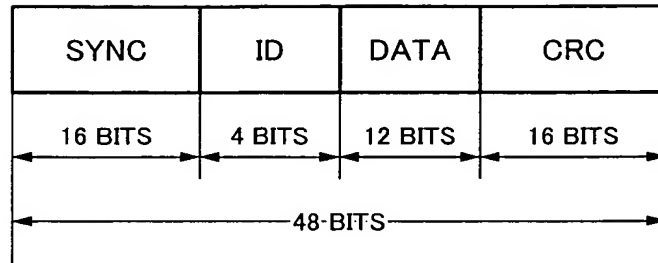 SYNC ID DATA CRC
16 BITS 4 BITS 12 BITS 16 BITS
48-BITS